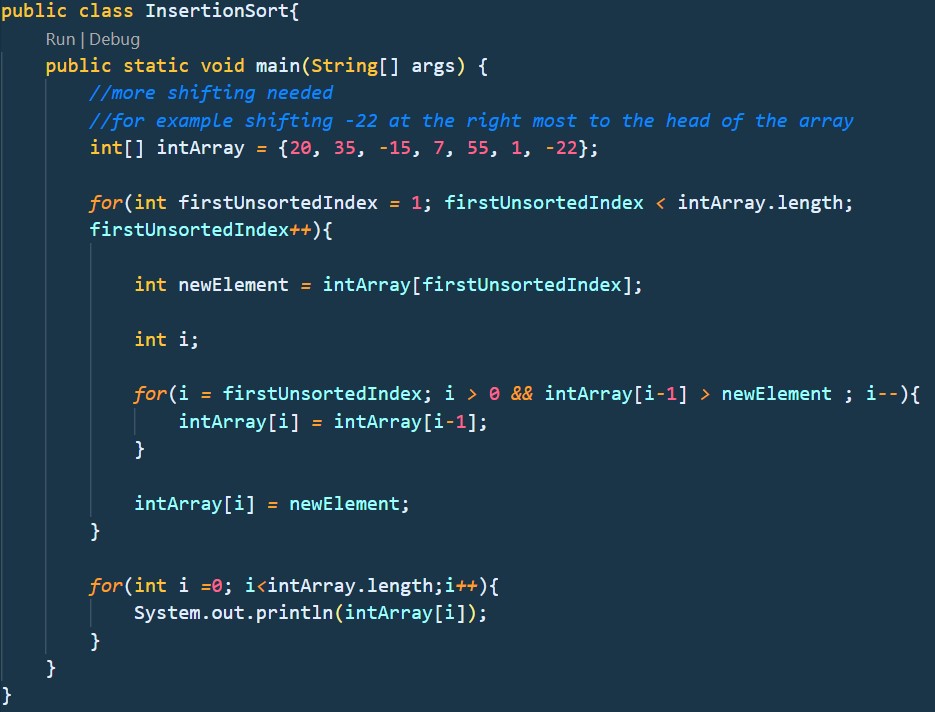 public class InsertionSort{
Run | Debug
public static void main(String[] args) {
//more shifting needed
//for example shifting -22 at the right most to the head of the array
int[] intArray = {20, 35, -15, 7, 55, 1, -22};
for(int firstUnsortedIndex = 1; firstUnsortedIndex < intArray.length;
firstUnsortedIndex++){
int newElement = intArray[firstUnsortedIndex];
int i;
for(i = firstUnsortedIndex; i > 0 && intArray[i-1] > newElement ; i--){
intArray[i] = intArray[i-1];
}
intArray[i] = newElement;
}
for(int i =0; i<intArray.length;i++){
System.out.println(intArray[i]);
}
}
}